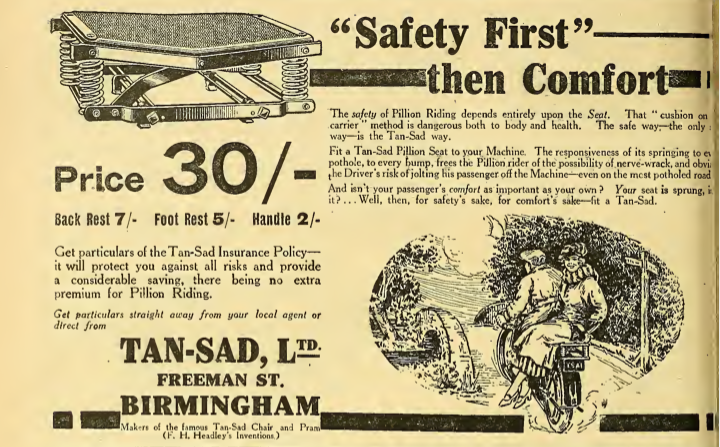 "Safety First"
then Comfort
The safety of Pillion Riding depends entirely upon the Seat. That "cushion on
carrier" method is dangerous both to body and health. The safe way,—the only
way—is the Tan-Sad way.
Fit a Tan-Sad Pillion Seat to your Machine. The responsiveness of its springing to
pothole, to every bump, frees the Pillion rider of the possibility of nerve-wrack, and
the Driver's risk of jolting his passenger off the Machine—even on the most potholed road
And isn't your passenger's comfort as important as your own? Your seat is sprung,
it?... Well, then, for safety's sake, for comfort's sake—fit a Tan-Sad.
Price 30/-
Back Rest 7/- Foot Rest 5/- Handle 2/-
Get particulars of the Tan-Sad Insurance Policy—
it will protect you against all risks and provide
a considerable saving, there being no extra
premium for Pillion Riding.
Get particulars straight away from your local agent or
direct from
TAN-SAD, LTD.
FREEMAN ST.
BIRMINGHAM
Makers of the famous Tan-Sad Chair and Pram
(F. H. Headley's Inventions.)